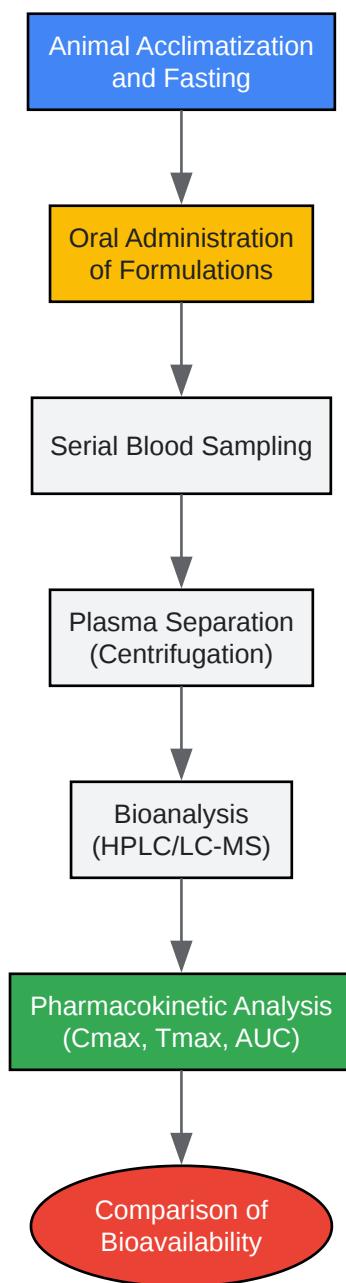 Animal Acclimatization
and Fasting
Oral Administration
of Formulations
Serial Blood Sampling
Plasma Separation
(Centrifugation)
Bioanalysis
(HPLC/LC-MS)
Pharmacokinetic Analysis
(Cmax, Tmax, AUC)
Comparison of
Bioavailability